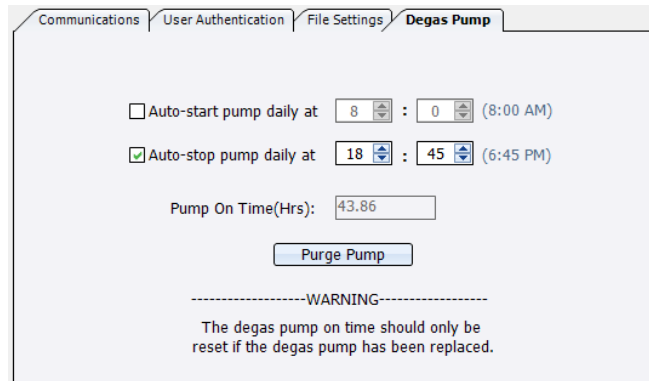 Communications User Authentication File Settings Degas Pump
Auto-start pump daily at 8 : 0 (8:00 AM)
Auto-stop pump daily at 18 : 45 (6:45 PM)
Pump On Time(Hrs): 43.86
Purge Pump
-------------------WARNING------------------
The degas pump on time should only be
reset if the degas pump has been replaced.